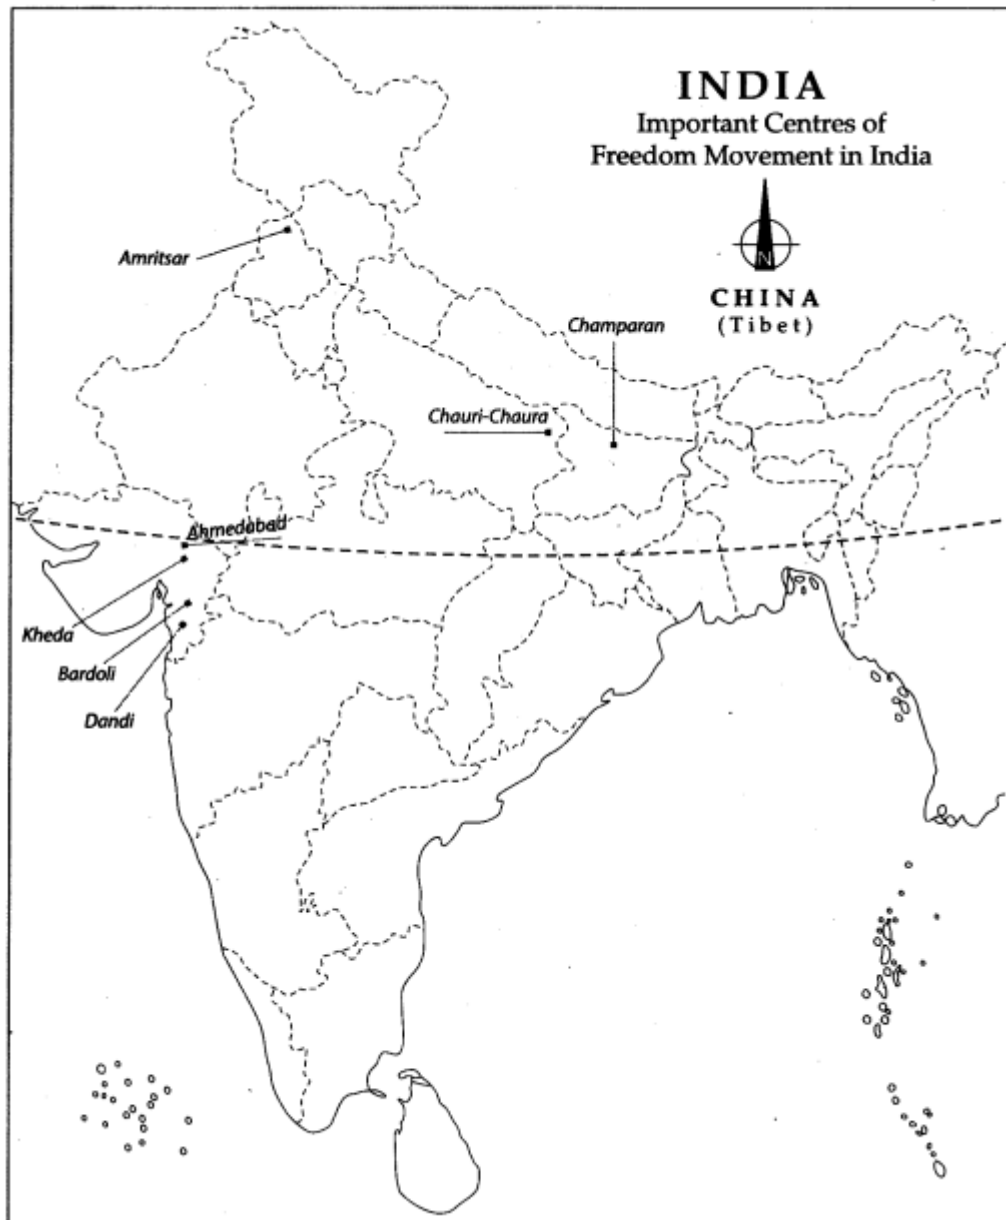 INDIA
Important Centres of
Freedom Movement in India
N
CHINA
(Tibet)
Amritsar
Champaran
Chauri-Chaura
Ahmedabad
Kheda
Bardoli
Dandi